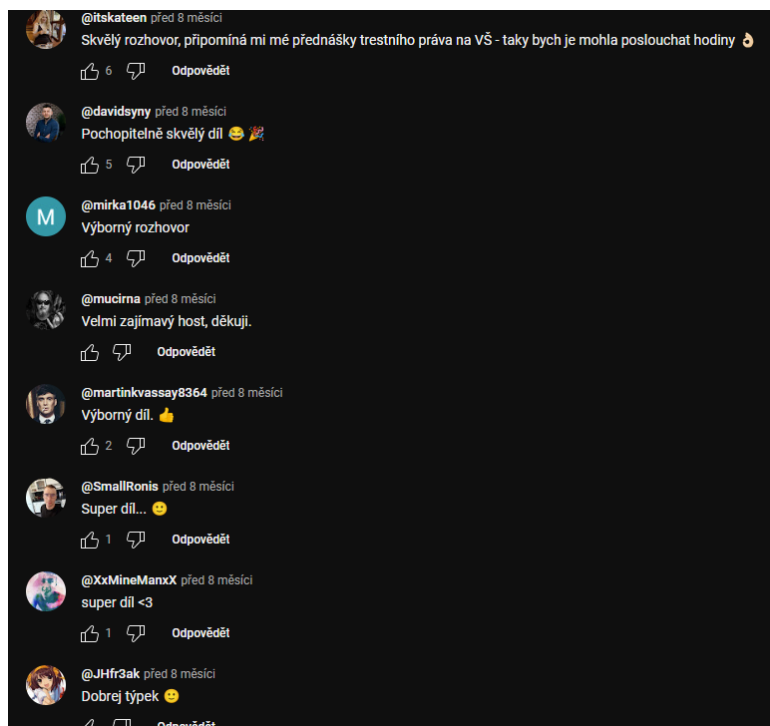 @itskateen před 8 měsíci
Skvělý rozhovor, připomíná mi mé přednášky trestního práva na VŠ - taky bych je mohla poslouchat hodiny 👌🏻
6 Odpovědět
@davidsyny před 8 měsíci
Pochopitelně skvělý díl 😂 🎉
5 Odpovědět
M
@mirka1046 před 8 měsíci
Výborný rozhovor
4 Odpovědět
@mucirna před 8 měsíci
Velmi zajímavý host, děkuji.
Odpovědět
@martinkvassay8364 před 8 měsíci
Výborný díl. 👍
2 Odpovědět
@SmallRonis před 8 měsíci
Super díl... 🙂
1 Odpovědět
@XxMineManxX před 8 měsíci
super díl <3
1 Odpovědět
@JHfr3ak před 8 měsíci
Dobrej týpek 🙂
Odpovědět